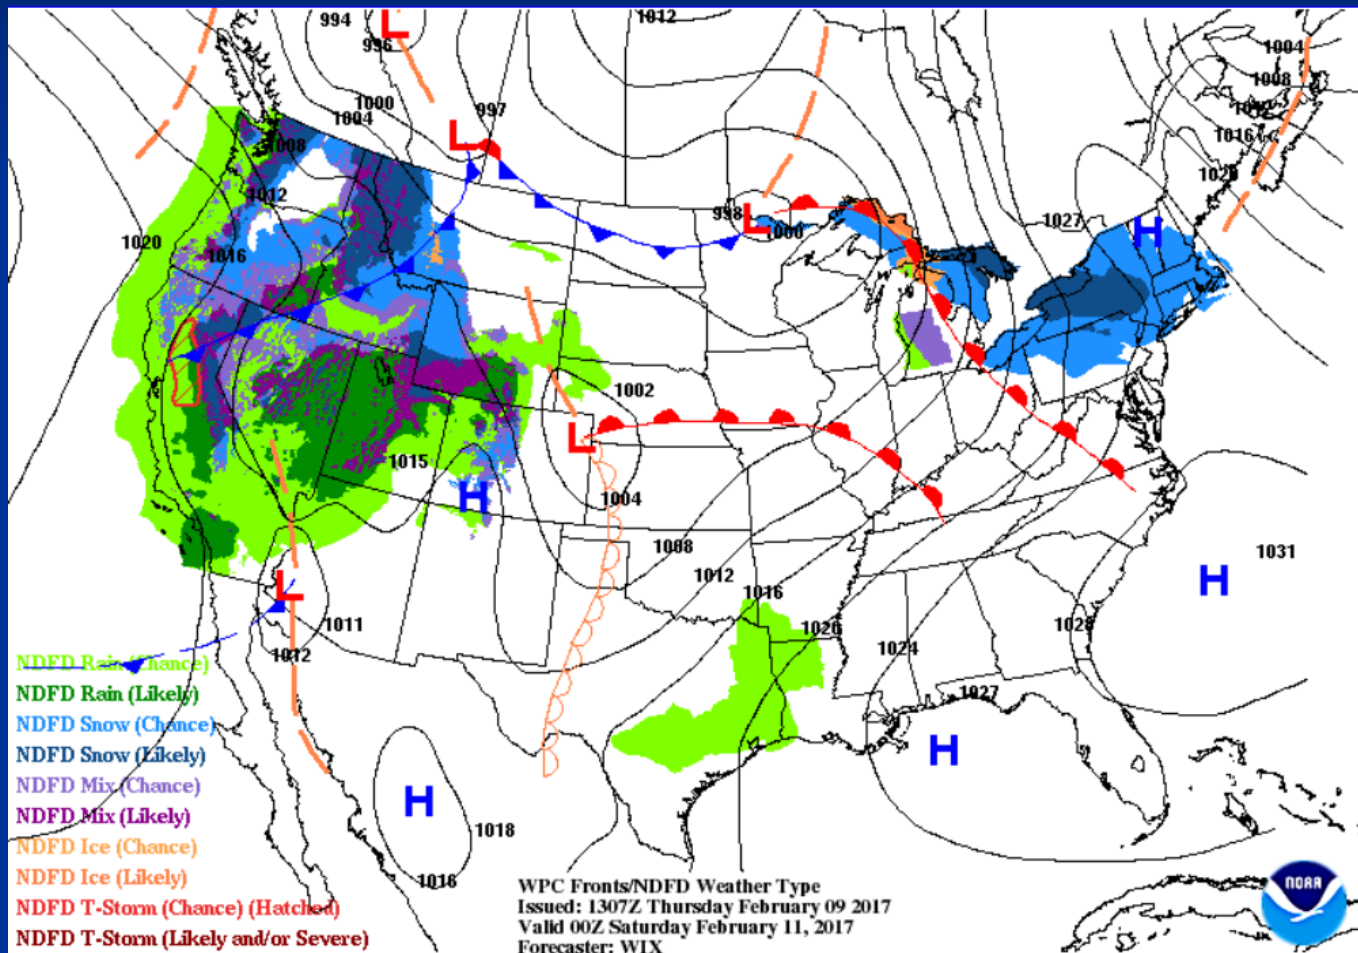 994
1012
996
L
1004
1008
1000
1004
997
L
1016
1008
1020
1012
998
L
1000
1027
H
1020
1016
1002
L
1015
H
1004
1031
H
1008
1012
1016
L
1011
1020
1028
1012
1024
1027
H
H
1018
1016
NDFD Rain (Chance)
NDFD Rain (Likely)
NDFD Snow (Chance)
NDFD Snow (Likely)
NDFD Mix (Chance)
NDFD Mix (Likely)
NDFD Ice (Chance)
NDFD Ice (Likely)
NDFD T-Storm (Chance) (Hatched)
NDFD T-Storm (Likely and/or Severe)
WPC Fronts/NDFD Weather Type
Issued: 1307Z Thursday February 09 2017
Valid 00Z Saturday February 11, 2017
Forecaster: WIX
NOAA